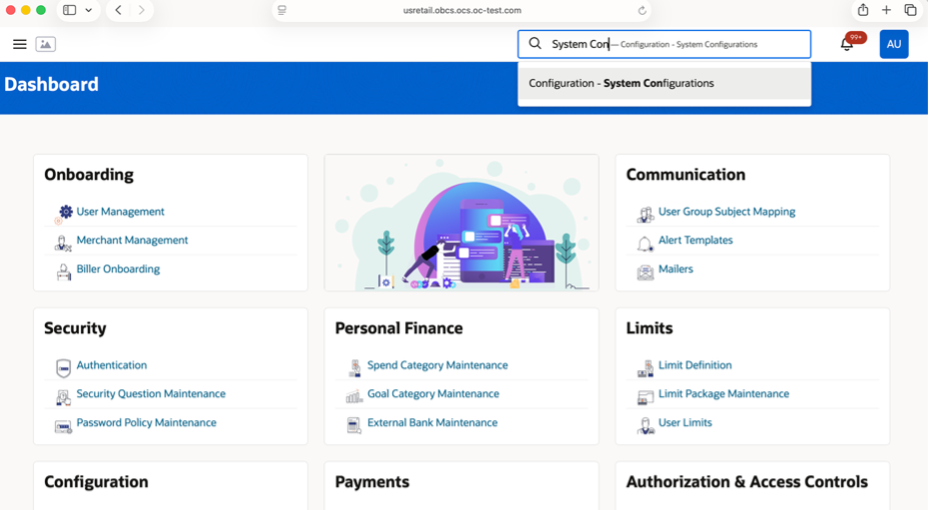 usretail.obcs.ocs.oc-test.com
System Con — Configuration - System Configurations
99+
AU
Configuration - System Configurations
Dashboard
Onboarding
User Management
Merchant Management
Biller Onboarding
Communication
User Group Subject Mapping
Alert Templates
Mailers
Security
Authentication
Security Question Maintenance
Password Policy Maintenance
Personal Finance
Spend Category Maintenance
Goal Category Maintenance
External Bank Maintenance
Limits
Limit Definition
Limit Package Maintenance
User Limits
Configuration
Payments
Authorization & Access Controls